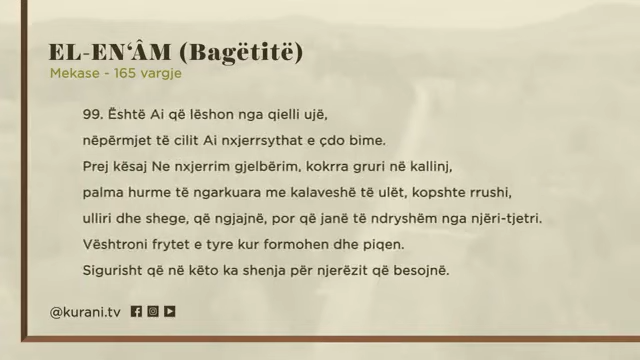 EL-EN‘ÂM (Bagëtitë)
Mekase - 165 vargje
99. Është Ai që lëshon nga qielli ujë,
nëpërmjet të cilit Ai nxjerrsythat e çdo bime.
Prej kësaj Ne nxjerrim gjelbërim, kokrra gruri në kallinj,
palma hurme të ngarkuara me kalaveshë të ulët, kopshte rrushi,
ulliri dhe shege, që ngjajnë, por që janë të ndryshëm nga njëri-tjetri.
Vështroni frytet e tyre kur formohen dhe piqen.
Sigurisht që në këto ka shenja për njerëzit që besojnë.
@kurani.tv